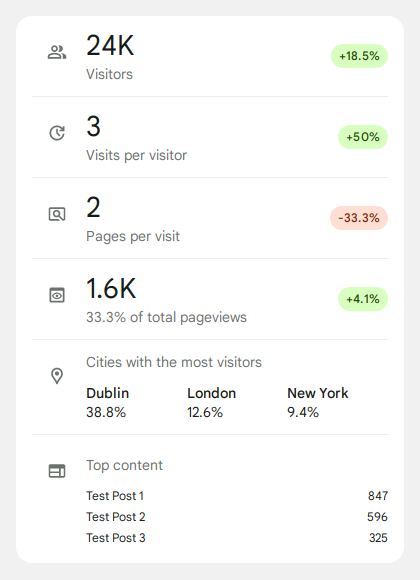 24K
Visitors
+18.5%
3
Visits per visitor
+50%
2
Pages per visit
-33.3%
1.6K
33.3% of total pageviews
+4.1%
Cities with the most visitors
Dublin London New York
38.8% 12.6% 9.4%
Top content
Test Post 1 847
Test Post 2 596
Test Post 3 325